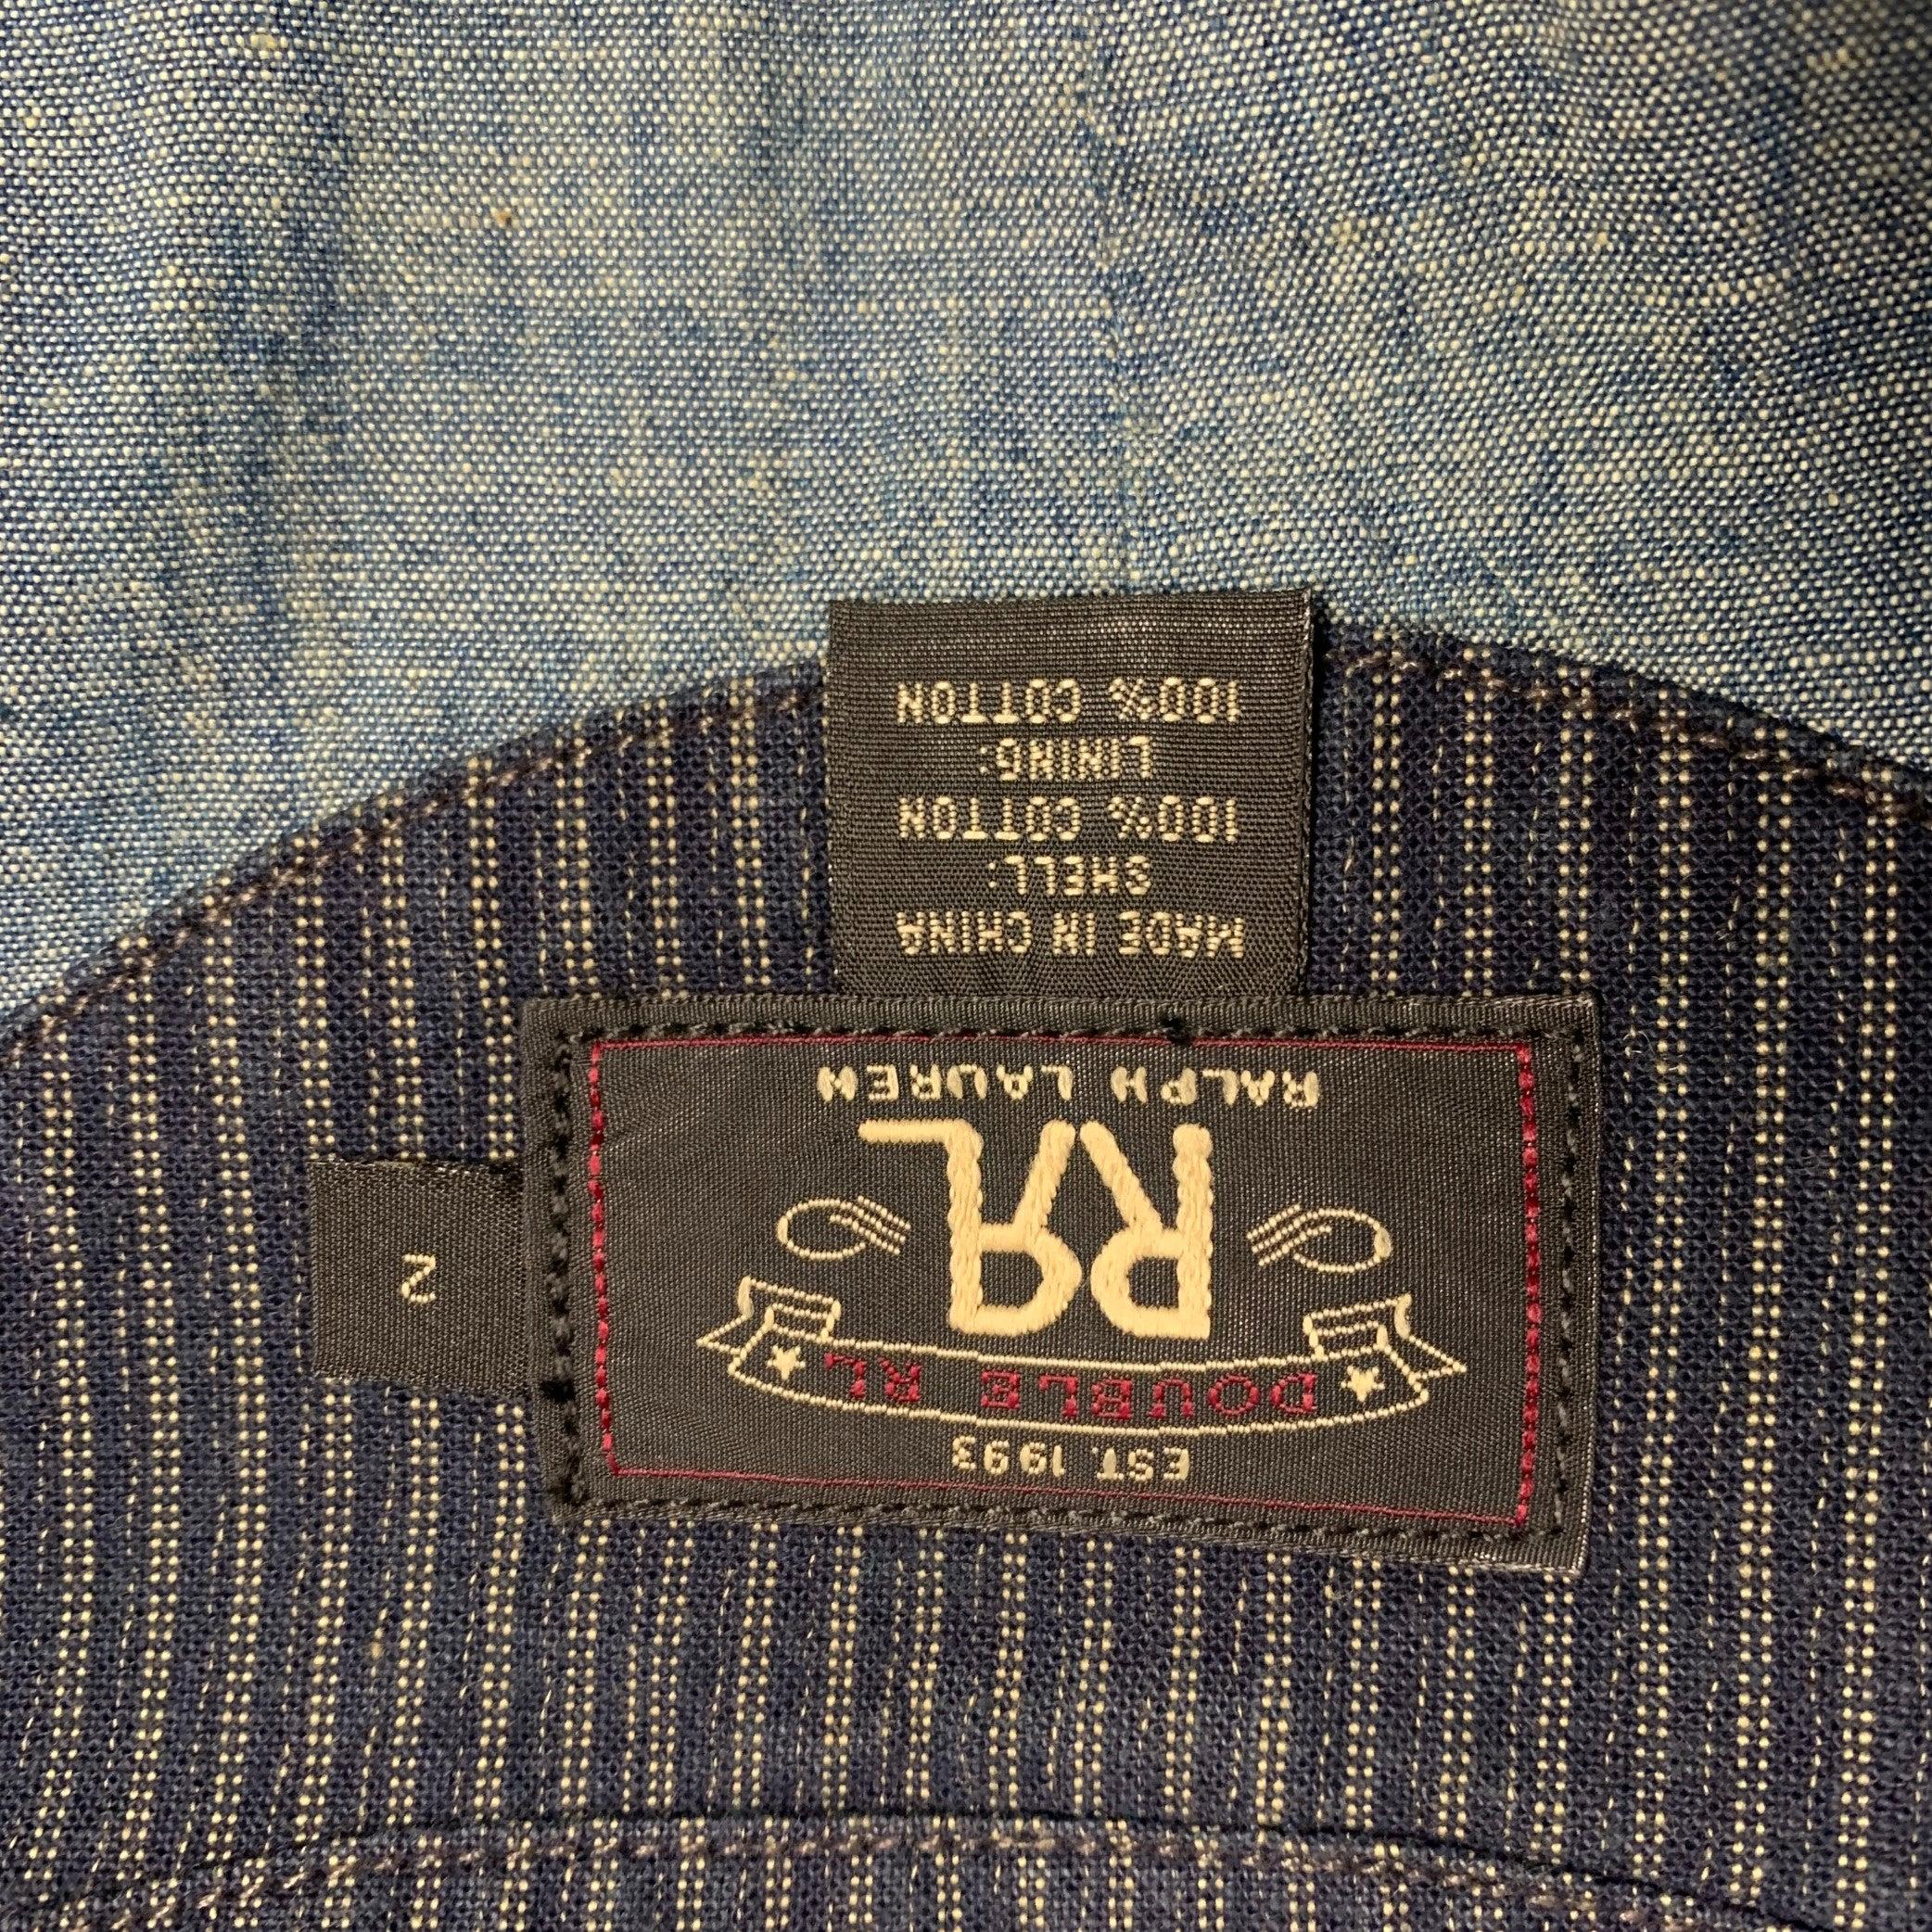 EST. 1993
DOUBLE RL
RRL
RALPH LAUREN
2
MADE IN CHINA
SHELL:
100% COTTON
LINING:
100% COTTON